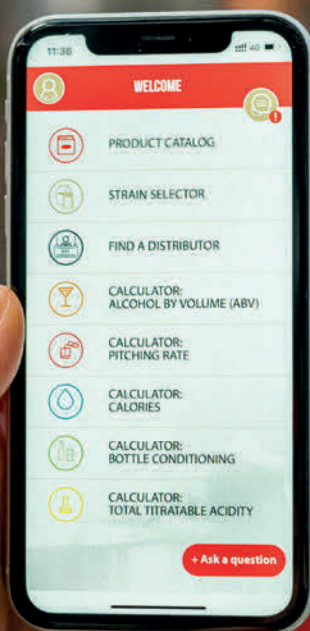 11:36
4G
WELCOME
!
PRODUCT CATALOG
STRAIN SELECTOR
FIND A DISTRIBUTOR
CALCULATOR:
ALCOHOL BY VOLUME (ABV)
CALCULATOR:
PITCHING RATE
CALCULATOR:
CALORIES
CALCULATOR:
BOTTLE CONDITIONING
CALCULATOR:
TOTAL TITRATABLE ACIDITY
+ Ask a question